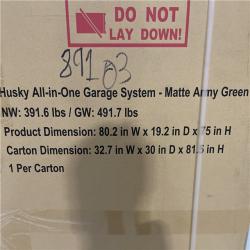 DO NOT
LAY DOWN!
89103
Husky All-in-One Garage System - Matte Army Green
NW: 391.6 lbs / GW: 491.7 lbs
Product Dimension: 80.2 in W x 19.2 in D x 75 in H
Carton Dimension: 32.7 in W x 30 in D x 81.5 in H
1 Per Carton